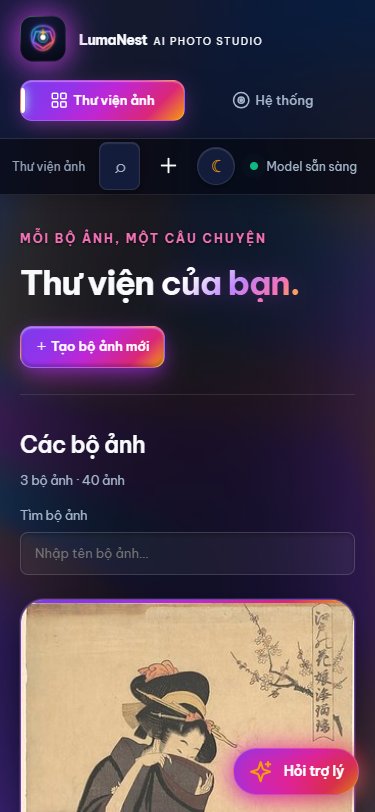 LumaNest AI PHOTO STUDIO
Thư viện ảnh
Hệ thống
Thư viện ảnh
Model sẵn sàng
MỖI BỘ ẢNH, MỘT CÂU CHUYỆN
Thư viện của bạn.
+ Tạo bộ ảnh mới
Các bộ ảnh
3 bộ ảnh · 40 ảnh
Tìm bộ ảnh
Nhập tên bộ ảnh...
Hỏi trợ lý